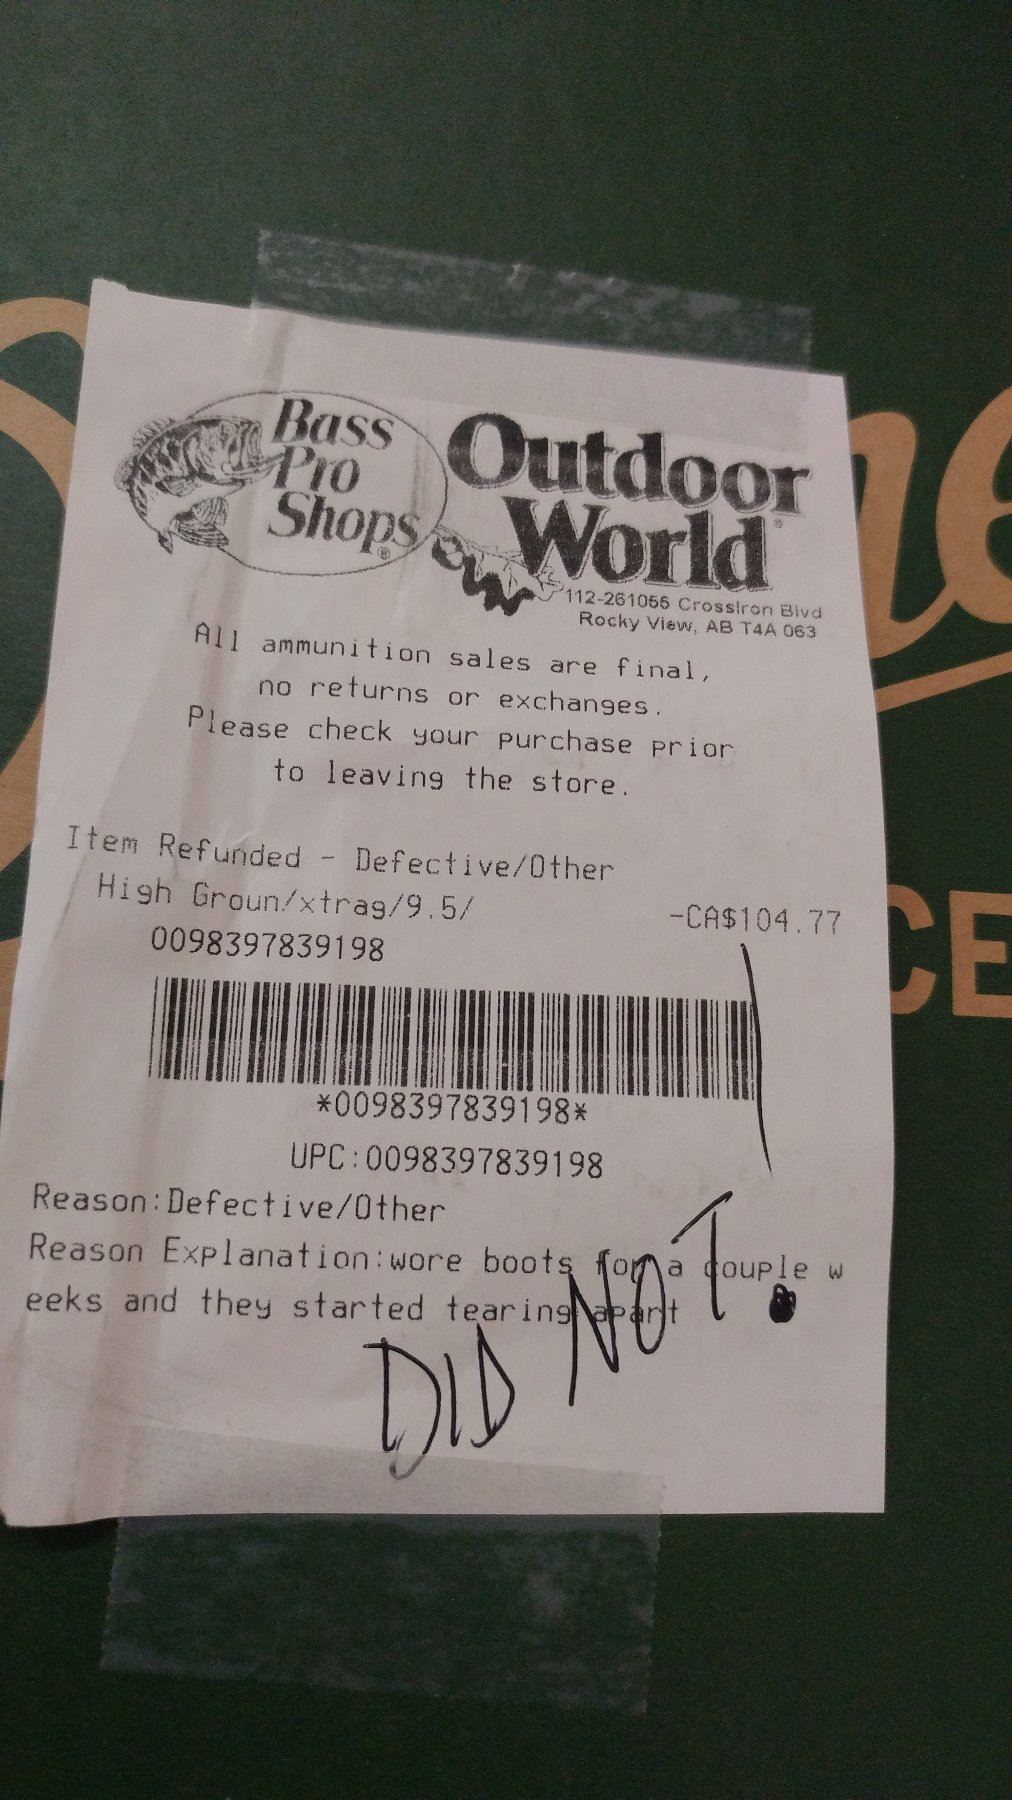 Bass
Pro
Shops®
Outdoor
World®
112-261055 CrossIron Blvd
Rocky View, AB T4A 0G3
All ammunition sales are final,
no returns or exchanges.
Please check your purchase prior
to leaving the store.
Item Refunded - Defective/Other
High Groun/xtrag/9.5/ -CA$104.77
0098397839198
*0098397839198*
UPC:0098397839198
Reason:Defective/Other
Reason Explanation:wore boots for a couple w
eeks and they started tearing apart
DID NOT!
CE